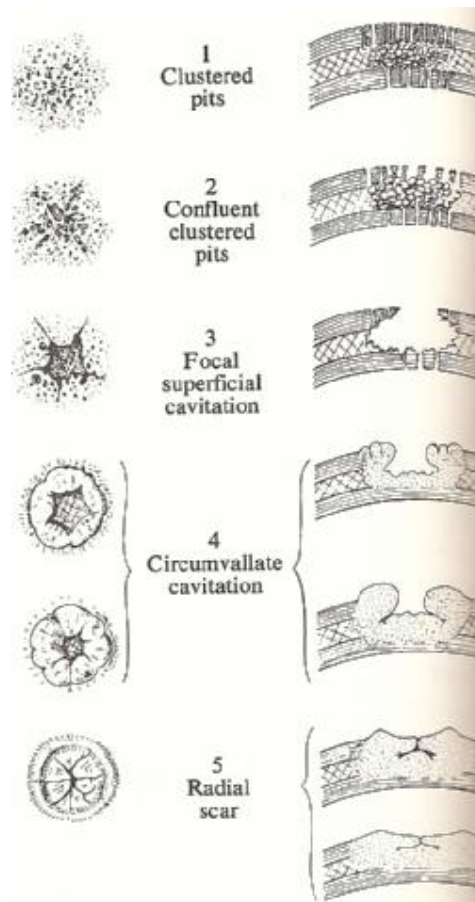 1
Clustered
pits
2
Confluent
clustered
pits
3
Focal
superficial
cavitation
4
Circumvallate
cavitation
5
Radial
scar